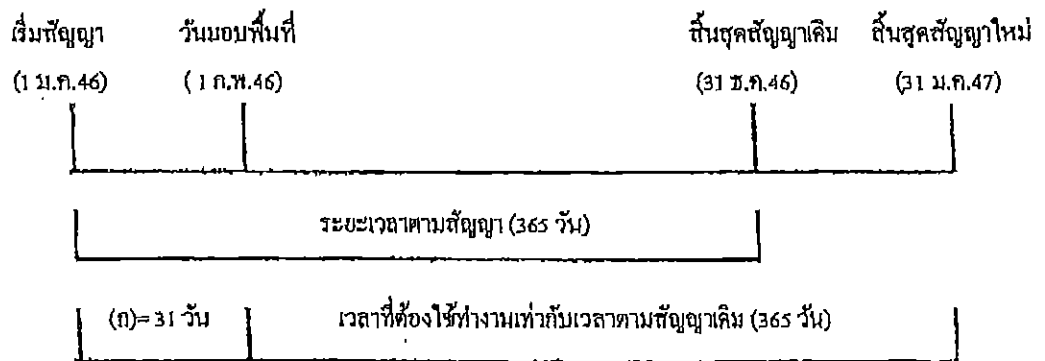 เริ่มสัญญา วันมอบพื้นที่ สิ้นสุดสัญญาเดิม สิ้นสุดสัญญาใหม่
(1 ม.ค.46) ( 1 ก.พ.46) (31 ธ.ค.46) (31 ม.ค.47)
ระยะเวลาตามสัญญา (365 วัน)
(ก)= 31 วัน เวลาที่ต้องใช้ทำงานเท่ากับเวลาตามสัญญาเดิม (365 วัน)